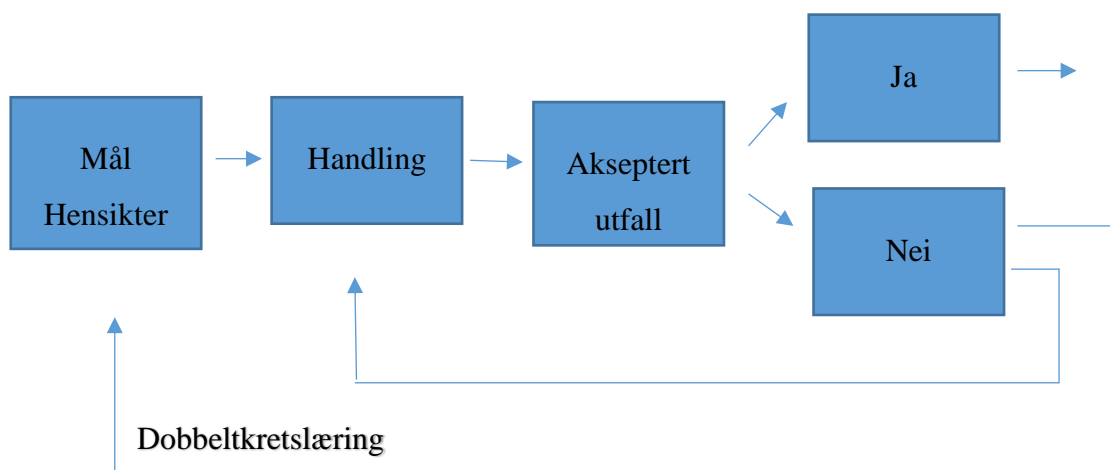 Mål
Hensikter
Handling
Akseptert
utfall
Ja
Nei
Dobbeltkretslæring